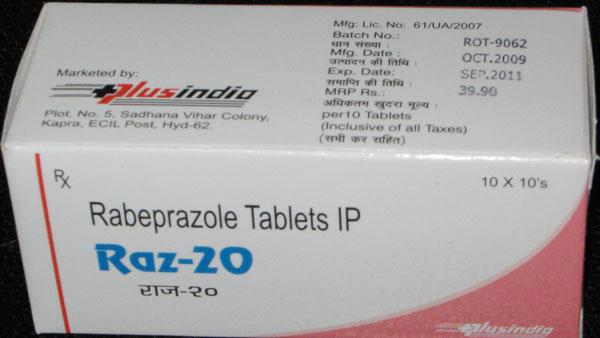 Mfg. Lic. No: 61/UA/2007
Batch No.: ROT-9062
धान संख्या :
Mfg. Date : OCT.2009
उत्पादन की तिथि :
Exp. Date: SEP.2011
समाप्ति की तिथि :
MRP Rs.: 39.90
अधिकतम खुदरा मूल्य :
per10 Tablets
(Inclusive of all Taxes)
(सभी कर सहित)
Marketed by:
plusindia
Plot. No. 5, Sadhana Vihar Colony,
Kapra, ECIL Post, Hyd-62.
Rx
10 X 10's
Rabeprazole Tablets IP
Raz-20
राज-२०
plusindia